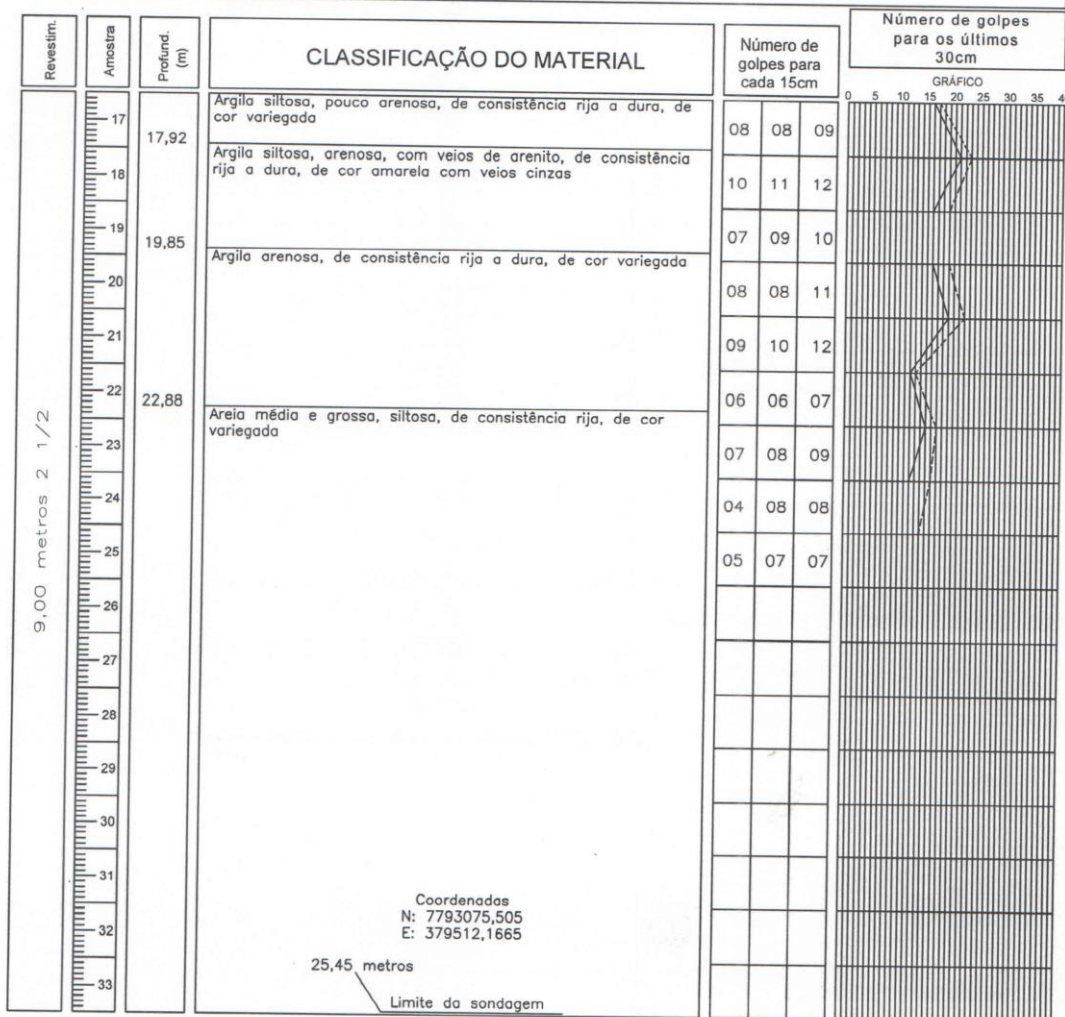 Revestim.
Amostra
Profund.
(m)
CLASSIFICAÇÃO DO MATERIAL
Número de
golpes para
cada 15cm
Número de golpes
para os últimos
30cm
GRÁFICO
0 5 10 15 20 25 30 35 40
9,00 metros 2 1/2
17
18
19
20
21
22
23
24
25
26
27
28
29
30
31
32
33
17,92
19,85
22,88
Argila siltosa, pouco arenosa, de consistência rija a dura, de
cor variegada
Argila siltosa, arenosa, com veios de arenito, de consistência
rija a dura, de cor amarela com veios cinzas
Argila arenosa, de consistência rija a dura, de cor variegada
Areia média e grossa, siltosa, de consistência rija, de cor
variegada
08 08 09
10 11 12
07 09 10
08 08 11
09 10 12
06 06 07
07 08 09
04 08 08
05 07 07
Coordenadas
N: 7793075,505
E: 379512,1665
25,45 metros
Limite da sondagem